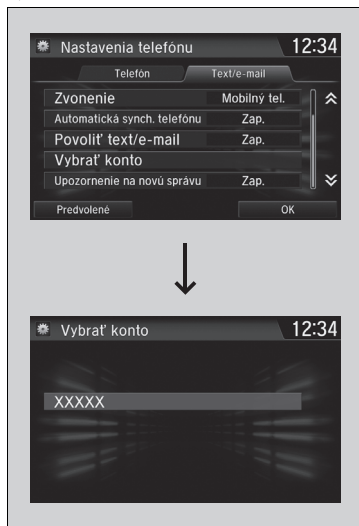 Nastavenia telefónu 12:34
Telefón Text/e-mail
Zvonenie Mobilný tel.
Automatická synch. telefónu Zap.
Povoliť text/e-mail Zap.
Vybrať konto
Upozornenie na novú správu Zap.
Predvolené OK
Vybrať konto 12:34
XXXXX